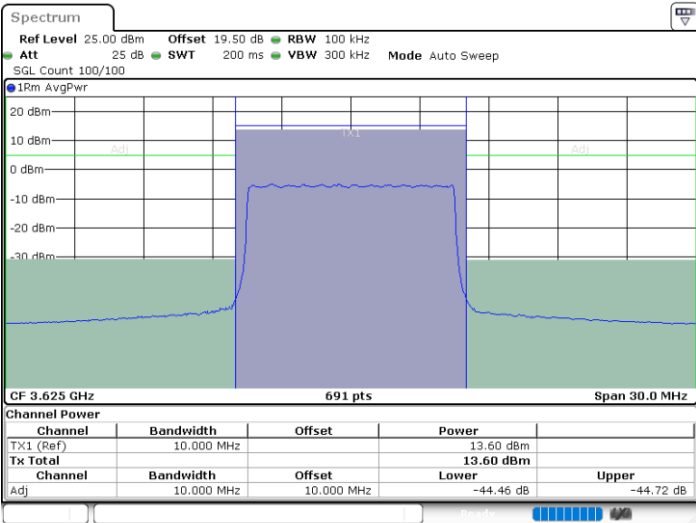 Spectrum
Ref Level 25.00 dBm Offset 19.50 dB RBW 100 kHz
Att 25 dB SWT 200 ms VBW 300 kHz Mode Auto Sweep
SGL Count 100/100
1Rm AvgPwr
20 dBm
TX1
10 dBm
Adj Adj
0 dBm
-10 dBm
-20 dBm
-30 dBm
CF 3.625 GHz 691 pts Span 30.0 MHz
Channel Power
Channel Bandwidth Offset Power
TX1 (Ref) 10.000 MHz 13.60 dBm
Tx Total 13.60 dBm
Channel Bandwidth Offset Lower Upper
Adj 10.000 MHz 10.000 MHz -44.46 dB -44.72 dB
Ready